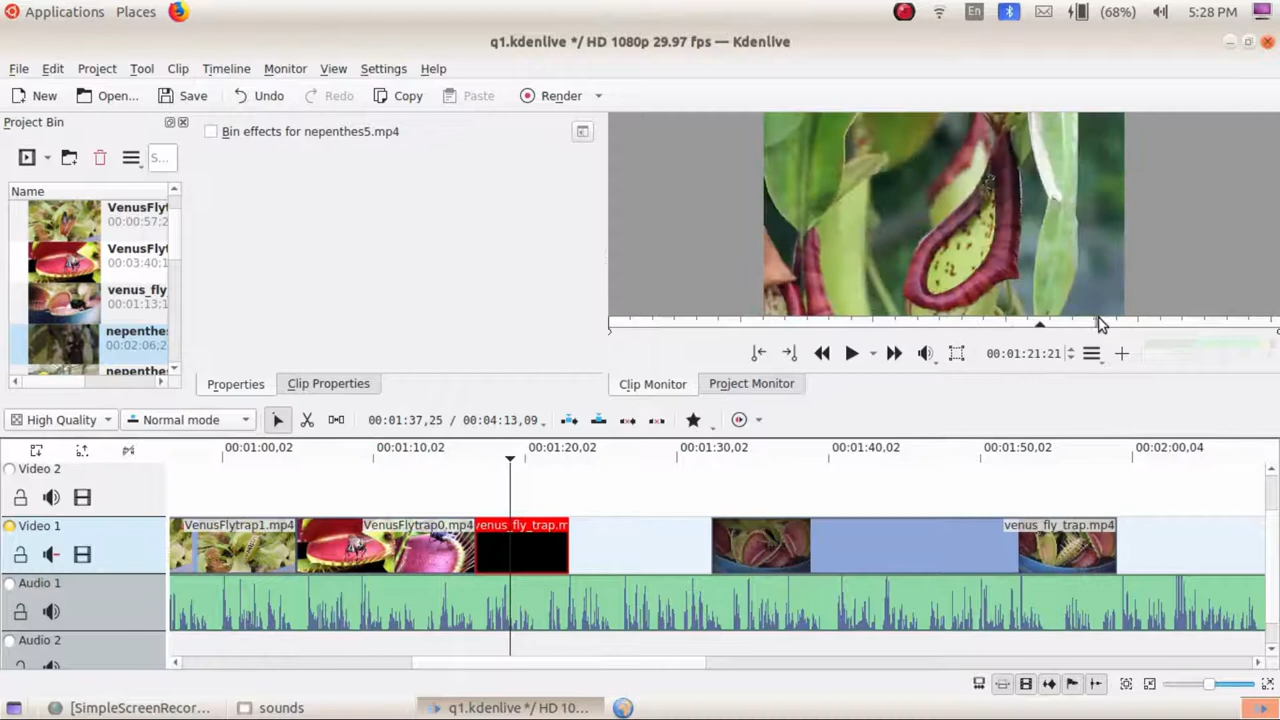 Applications Places En (68%) 5:28 PM
q1.kdenlive */ HD 1080p 29.97 fps — Kdenlive
File Edit Project Tool Clip Timeline Monitor View Settings Help
New Open... Save Undo Redo Copy Paste Render
Project Bin
Bin effects for nepenthes5.mp4
S...
Name
VenusFlyt
00:00:57;2
VenusFlyt
00:03:40;1
venus_fly
00:01:13;1
nepenthe:
00:02:06;2
nepenthe:
00:01:21:21
Properties Clip Properties Clip Monitor Project Monitor
High Quality Normal mode 00:01:37,25 / 00:04:13,09
00:01:00,02 00:01:10,02 00:01:20,02 00:01:30,02 00:01:40,02 00:01:50,02 00:02:00,04
Video 2
Video 1
VenusFlytrap1.mp4 VenusFlytrap0.mp4 venus_fly_trap.m venus_fly_trap.mp4
Audio 1
Audio 2
[SimpleScreenRecor... sounds q1.kdenlive */ HD 10...